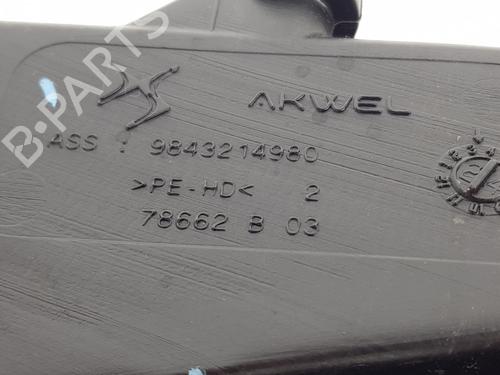 B-PARTS
AKWEL
ASS : 9843214980
>PE-HD< 2
78662 B 03